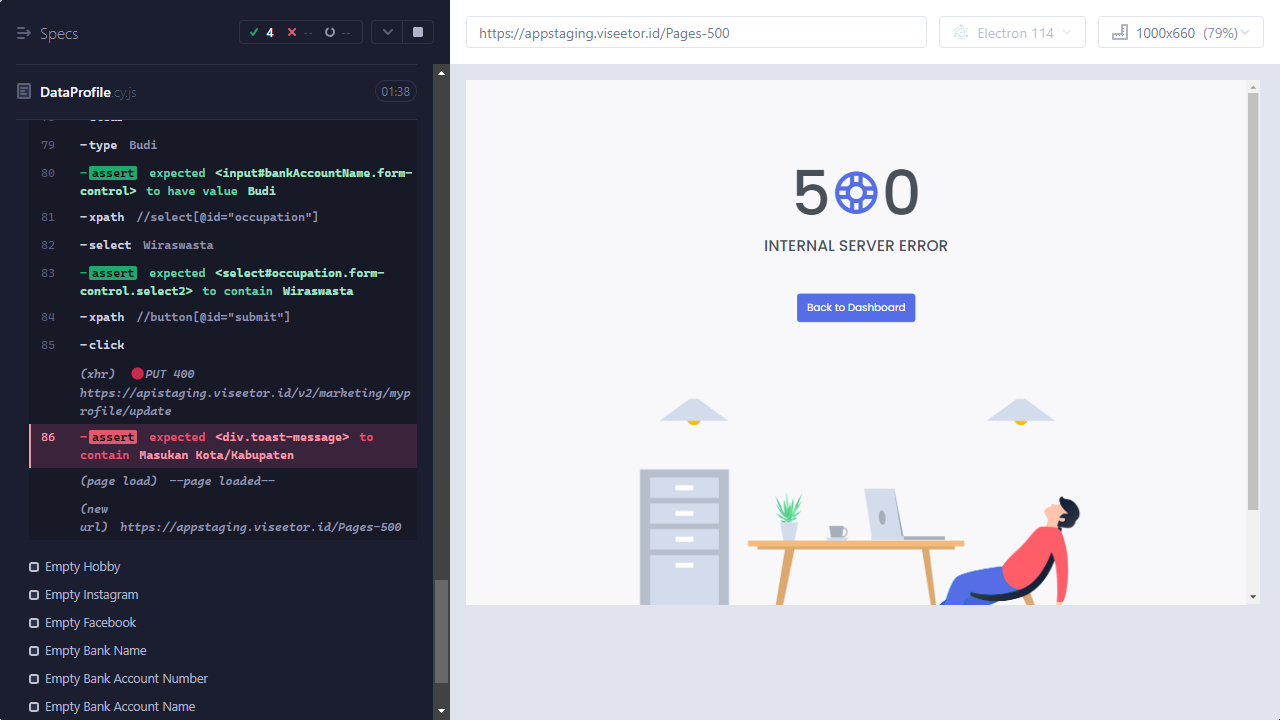 Specs
4
--
--
DataProfile.cy.js
01:38
79 -type Budi
80 -assert expected <input#bankAccountName.form-
control> to have value Budi
81 -xpath //select[@id="occupation"]
82 -select Wiraswasta
83 -assert expected <select#occupation.form-
control.select2> to contain Wiraswasta
84 -xpath //button[@id="submit"]
85 -click
(xhr) PUT 400
https://apistaging.viseetor.id/v2/marketing/myp
rofile/update
86 -assert expected <div.toast-message> to
contain Masukan Kota/Kabupaten
(page load) --page loaded--
(new
url) https://appstaging.viseetor.id/Pages-500
Empty Hobby
Empty Instagram
Empty Facebook
Empty Bank Name
Empty Bank Account Number
Empty Bank Account Name
https://appstaging.viseetor.id/Pages-500
Electron 114
1000x660 (79%)
5 0
INTERNAL SERVER ERROR
Back to Dashboard